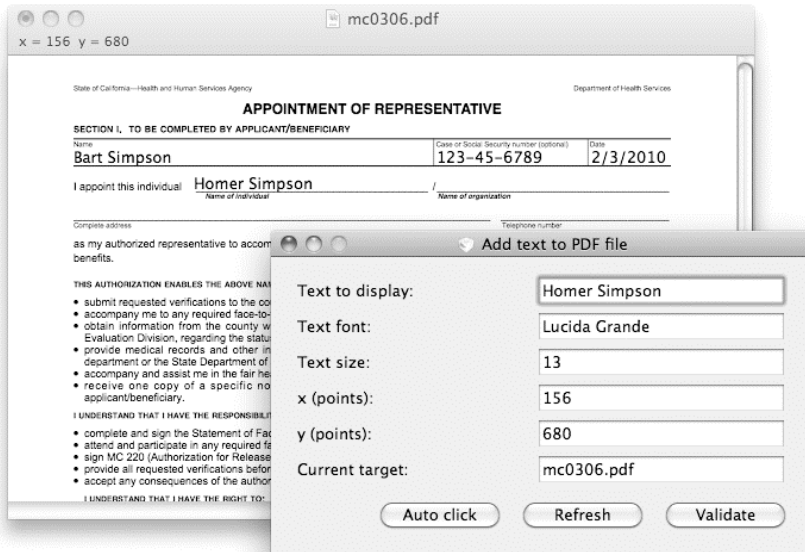 mc0306.pdf
x = 156 y = 680
State of California—Health and Human Services Agency Department of Health Services
APPOINTMENT OF REPRESENTATIVE
SECTION I. TO BE COMPLETED BY APPLICANT/BENEFICIARY
Name Case or Social Security number (optional) Date
Bart Simpson 123-45-6789 2/3/2010
I appoint this individual Homer Simpson /
Name of individual Name of organization
Complete address Telephone number
as my authorized representative to accom
benefits.
THIS AUTHORIZATION ENABLES THE ABOVE NAM
• submit requested verifications to the co
• accompany me to any required face-to-
• obtain information from the county w
Evaluation Division, regarding the statu
• provide medical records and other in
department or the State Department of
• accompany and assist me in the fair hea
• receive one copy of a specific no
applicant/beneficiary.
I UNDERSTAND THAT I HAVE THE RESPONSIBILIT
• complete and sign the Statement of Fac
• attend and participate in any required fa
• sign MC 220 (Authorization for Release
• provide all requested verifications befor
• accept any consequences of the author
I UNDERSTAND THAT I HAVE THE RIGHT TO:
Add text to PDF file
Text to display: Homer Simpson
Text font: Lucida Grande
Text size: 13
x (points): 156
y (points): 680
Current target: mc0306.pdf
Auto click Refresh Validate